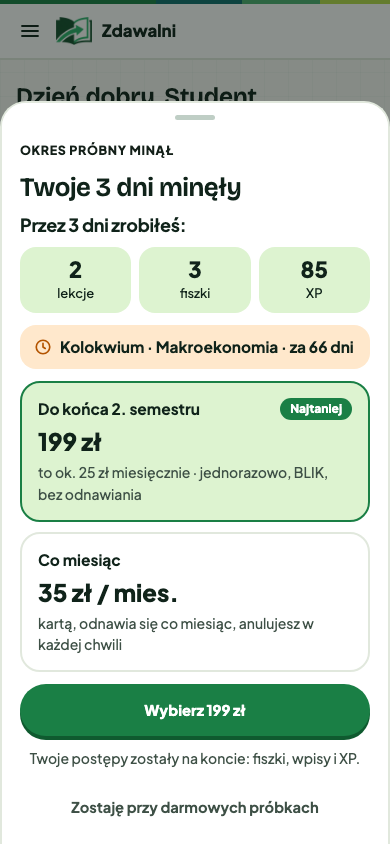 Zdawalni
Dzień dobry, Student
OKRES PRÓBNY MINĄŁ
Twoje 3 dni minęły
Przez 3 dni zrobiłeś:
2
lekcje
3
fiszki
85
XP
Kolokwium · Makroekonomia · za 66 dni
Do końca 2. semestru
Najtaniej
199 zł
to ok. 25 zł miesięcznie · jednorazowo, BLIK,
bez odnawiania
Co miesiąc
35 zł / mies.
kartą, odnawia się co miesiąc, anulujesz w
każdej chwili
Wybierz 199 zł
Twoje postępy zostały na koncie: fiszki, wpisy i XP.
Zostaję przy darmowych próbkach